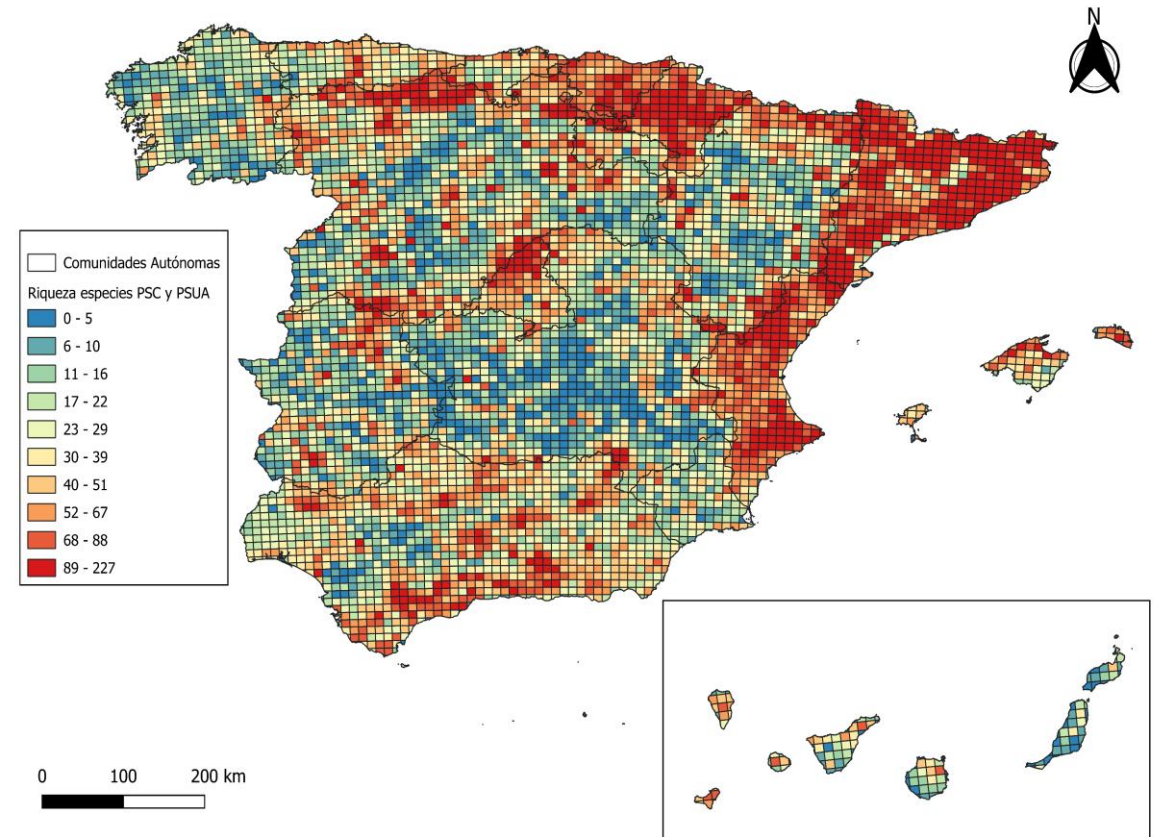 N
Comunidades Autónomas
Riqueza especies PSC y PSUA
0 - 5
6 - 10
11 - 16
17 - 22
23 - 29
30 - 39
40 - 51
52 - 67
68 - 88
89 - 227
0 100 200 km